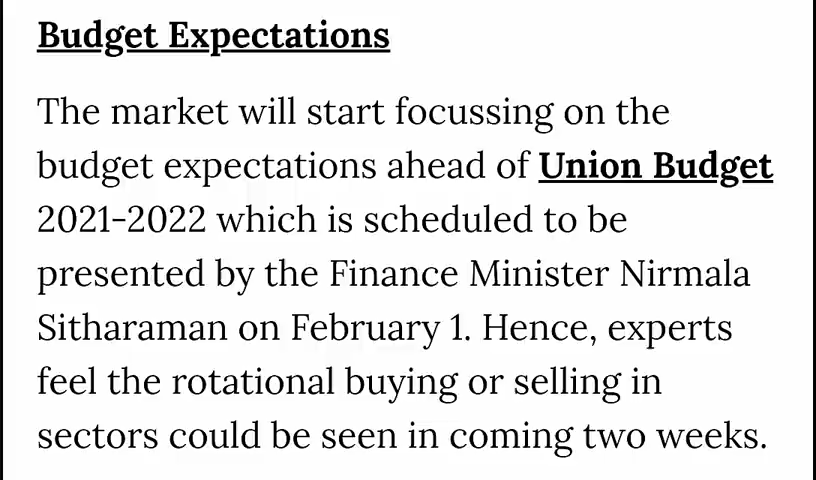 Budget Expectations
The market will start focussing on the
budget expectations ahead of Union Budget
2021-2022 which is scheduled to be
presented by the Finance Minister Nirmala
Sitharaman on February 1. Hence, experts
feel the rotational buying or selling in
sectors could be seen in coming two weeks.